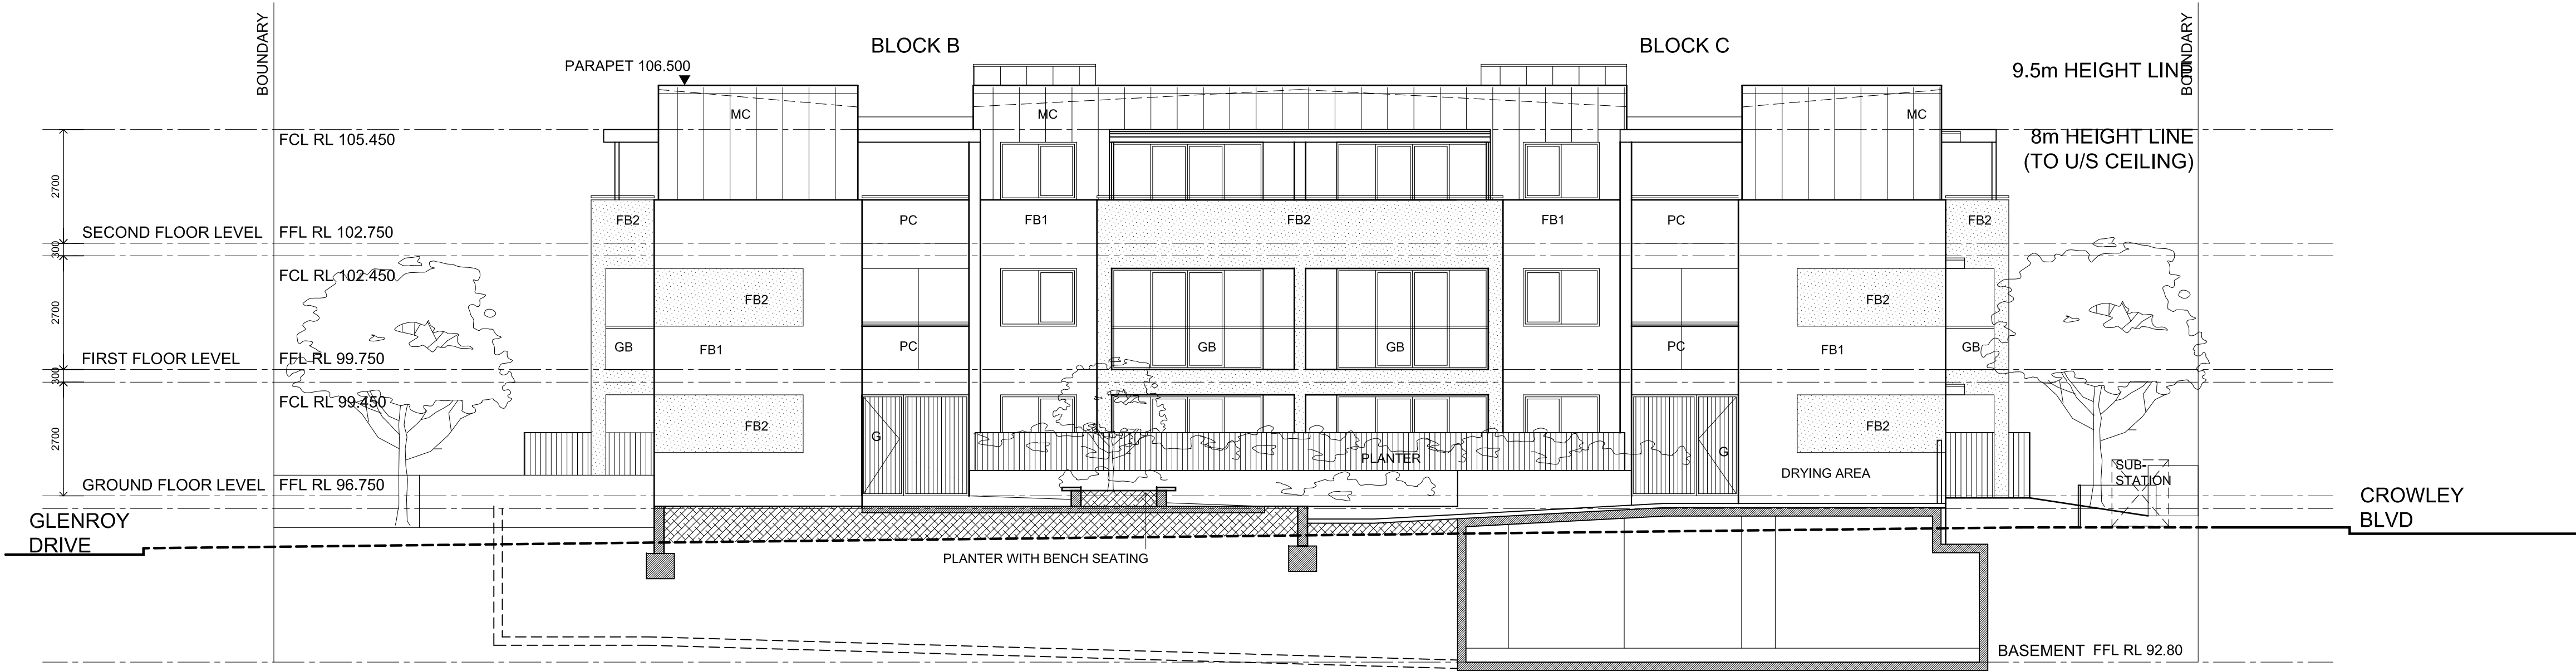 BOUNDARY
BLOCK B
BLOCK C
BOUNDARY
PARAPET 106.500
9.5m HEIGHT LINE
MC
MC
MC
FCL RL 105.450
8m HEIGHT LINE
(TO U/S CEILING)
2700
FB2
PC
FB1
FB2
FB1
PC
FB2
SECOND FLOOR LEVEL
FFL RL 102.750
300
FCL RL 102.450
FB2
FB2
2700
GB
FB1
PC
GB
GB
PC
FB1
GB
FIRST FLOOR LEVEL
FFL RL 99.750
300
FCL RL 99.450
FB2
FB2
2700
G
G
PLANTER
DRYING AREA
SUB-
STATION
GROUND FLOOR LEVEL
FFL RL 96.750
GLENROY
DRIVE
CROWLEY
BLVD
PLANTER WITH BENCH SEATING
BASEMENT FFL RL 92.80